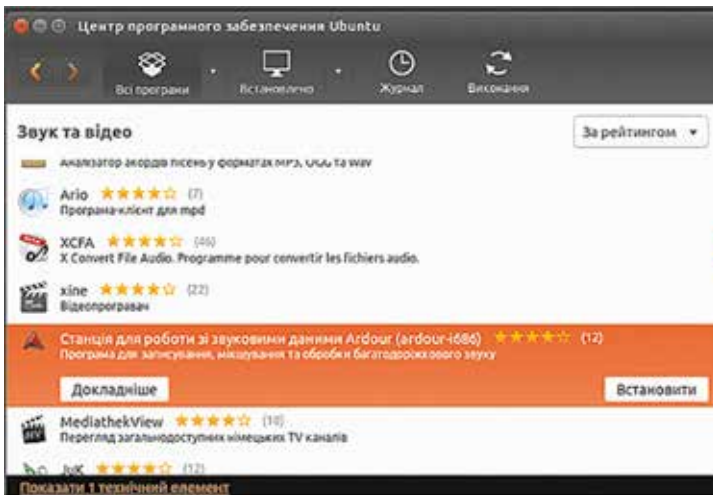 Центр програмного забезпечення Ubuntu
Всі програми Встановлено Журнал Виконання
Звук та відео За рейтингом
Аналізатор акордів пісень у форматах MP3, OGG та Wav
Ario (7)
Програма-клієнт для mpd
XCFA (46)
X Convert File Audio. Programme pour convertir les fichiers audio.
xine (22)
Відеопрогравач
Станція для роботи зі звуковими даними Ardour (ardour-i686) (12)
Програма для записування, мікшування та обробки багатодоріжкового звуку
Докладніше Встановити
MediathekView (10)
Перегляд загальнодоступних німецьких TV каналів
JuK (12)
Показати 1 технічний елемент